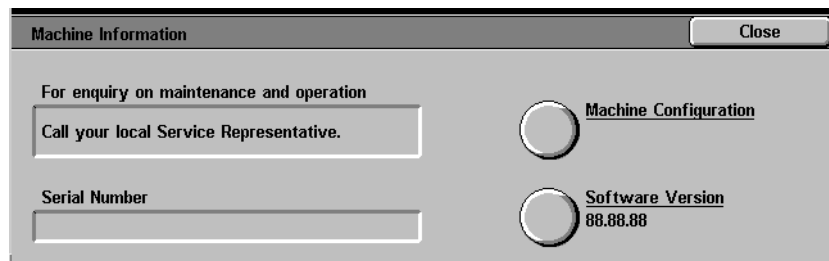 Machine Information
Close
For enquiry on maintenance and operation
Call your local Service Representative.
Machine Configuration
Serial Number
Software Version
88.88.88